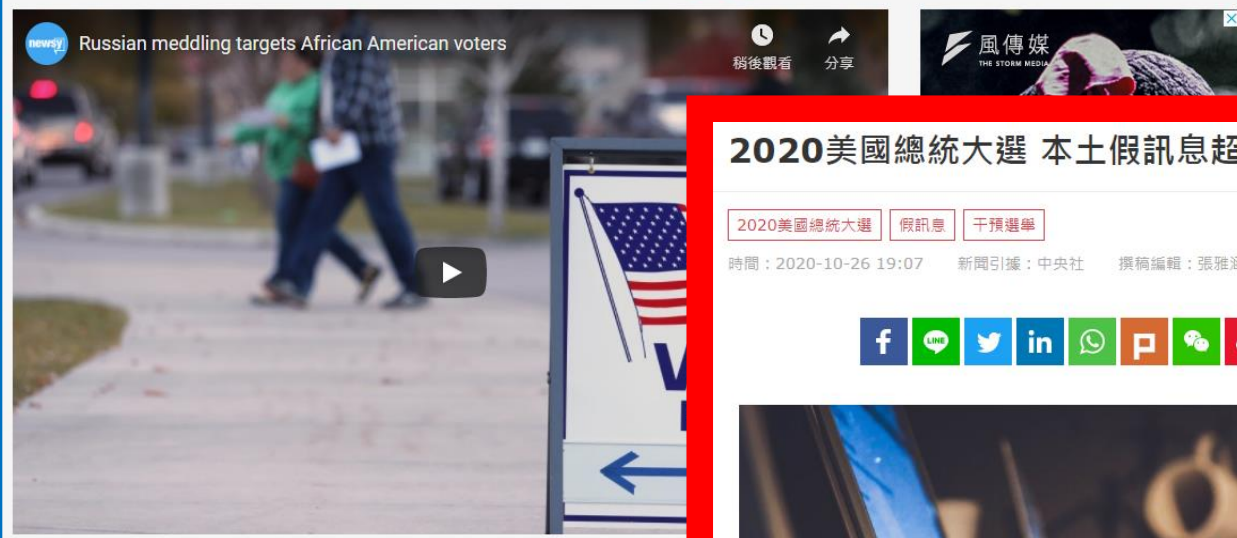 newsy
Russian meddling targets African American voters
稍後觀看
分享
風傳媒
THE STORM MEDIA
2020美國總統大選 本土假訊息超
2020美國總統大選
假訊息
干預選舉
時間：2020-10-26 19:07
新聞引據：中央社
撰稿編輯：張雅
LINE